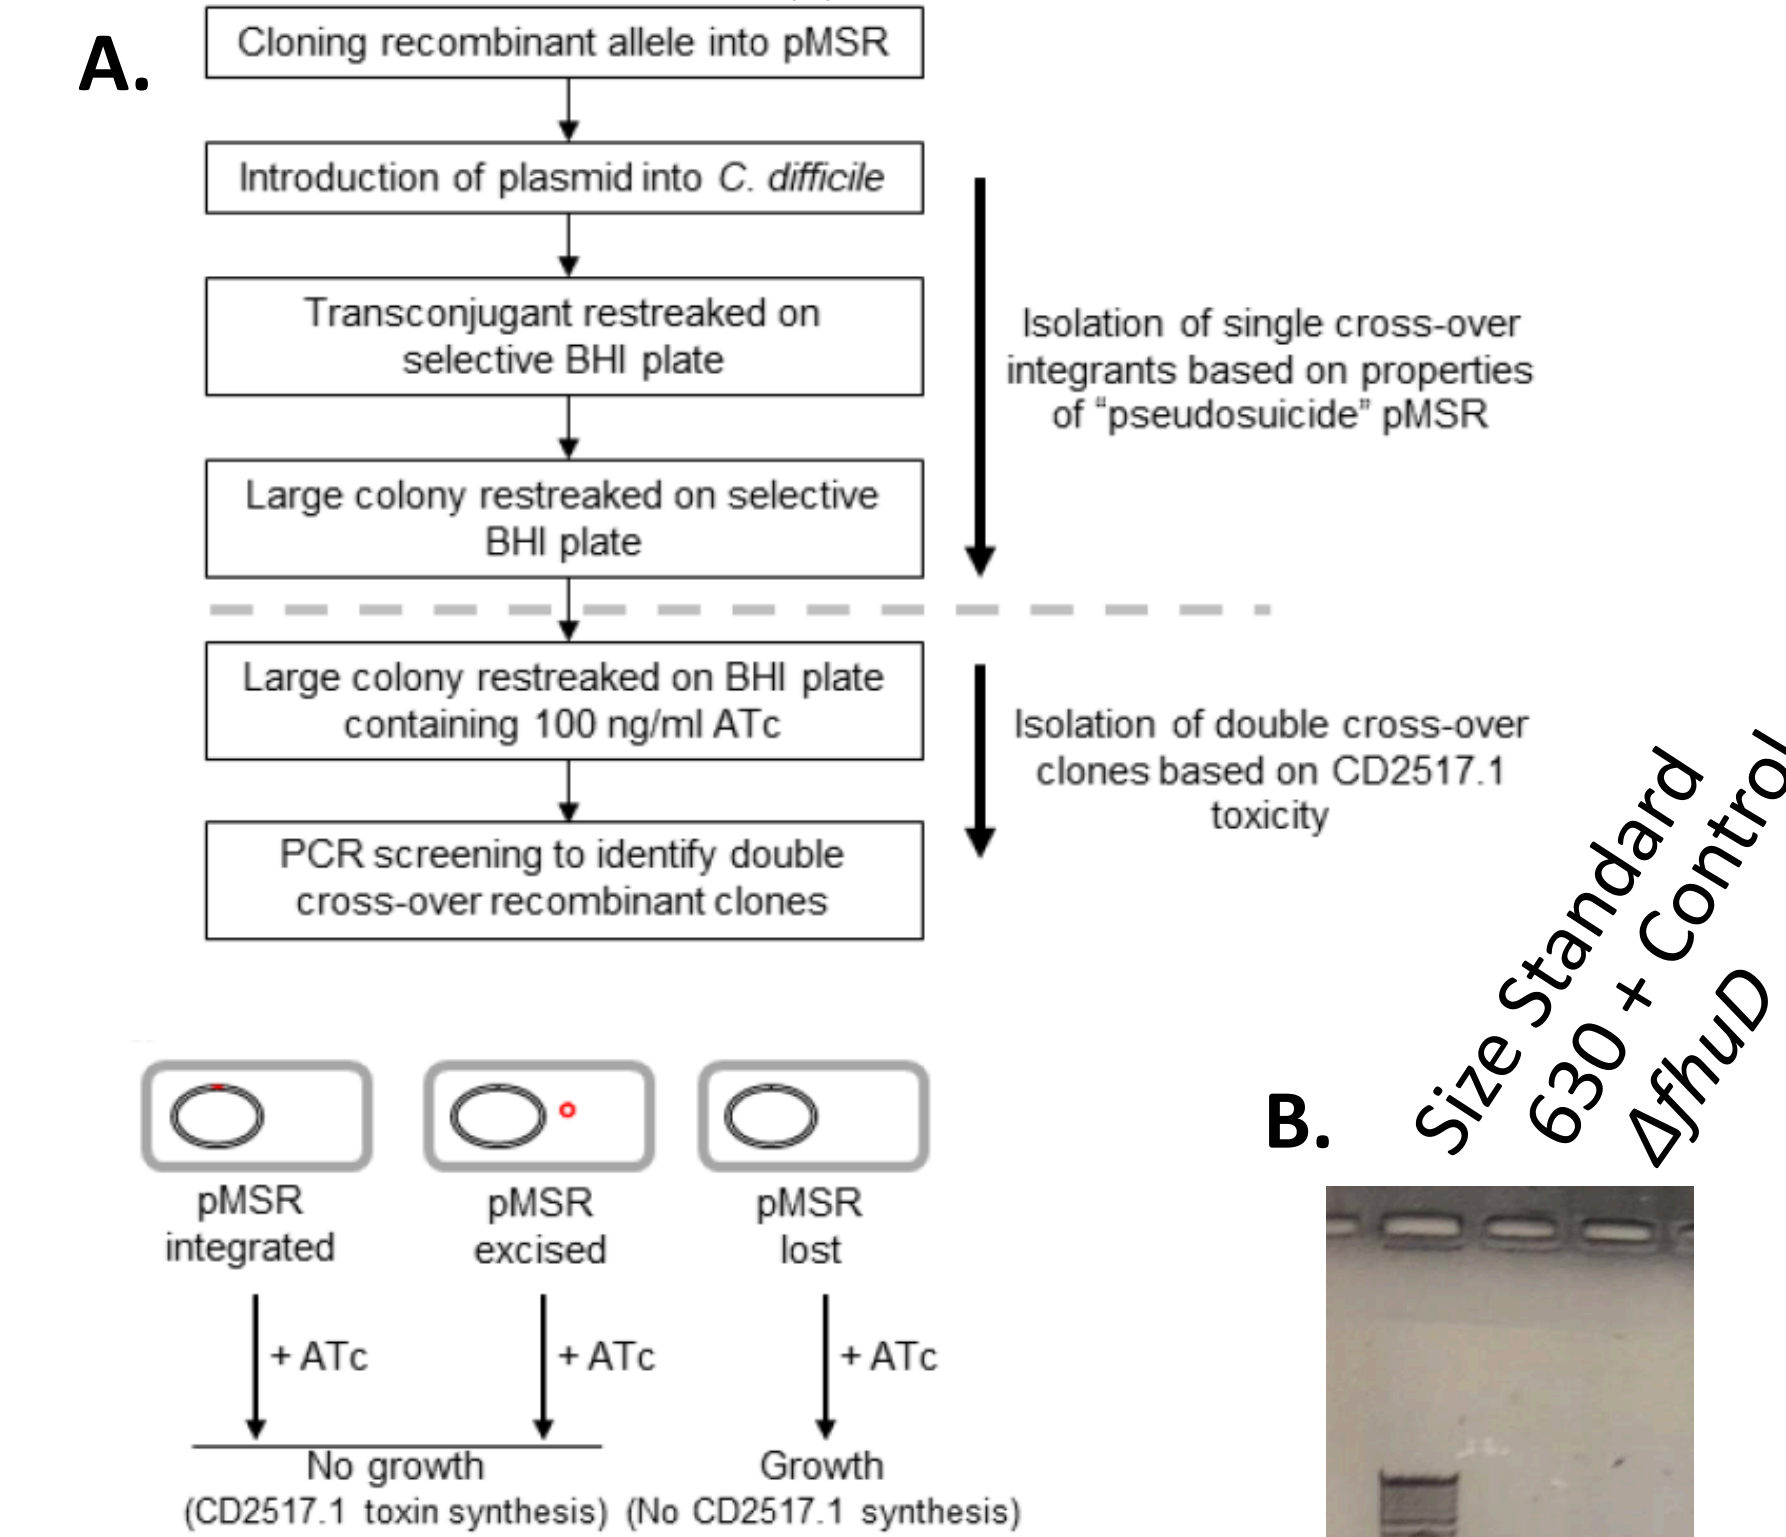 A.
Cloning recombinant allele into pMSR
Introduction of plasmid into C. difficile
Transconjugant restreaked on
selective BHI plate
Large colony restreaked on selective
BHI plate
Isolation of single cross-over
integrants based on properties
of “pseudosuicide” pMSR
Large colony restreaked on BHI plate
containing 100 ng/ml ATc
PCR screening to identify double
cross-over recombinant clones
Isolation of double cross-over
clones based on CD2517.1
toxicity
pMSR
integrated
pMSR
excised
pMSR
lost
+ ATc
+ ATc
+ ATc
No growth
(CD2517.1 toxin synthesis)
Growth
(No CD2517.1 synthesis)
B.
Size Standard
630 + Control
ΔfhuD